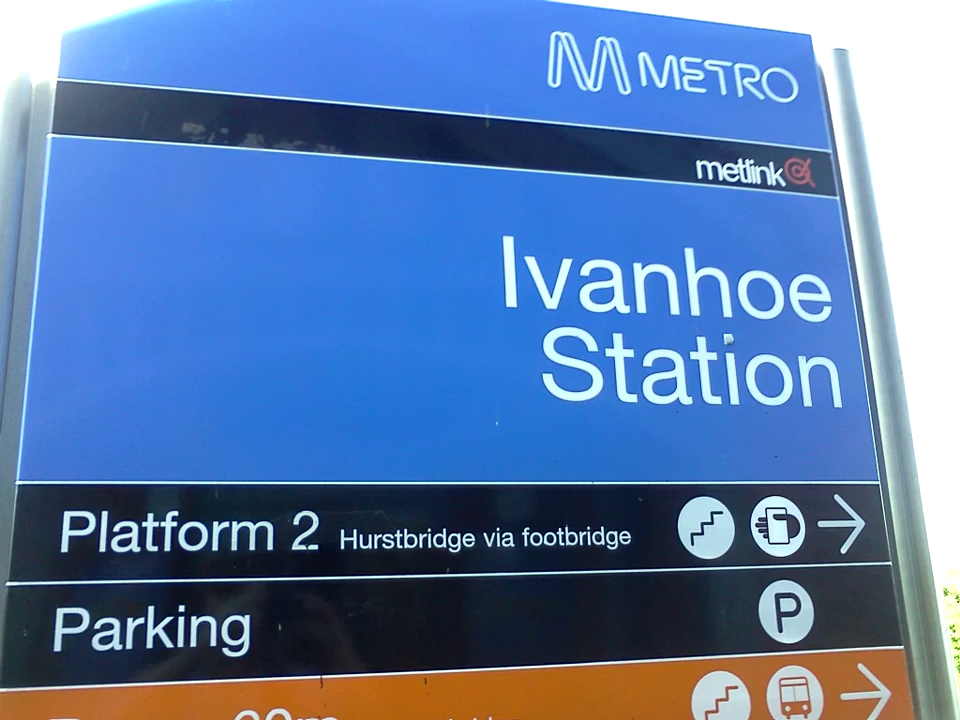 METRO
metlink
Ivanhoe
Station
Platform 2 Hurstbridge via footbridge
Parking P